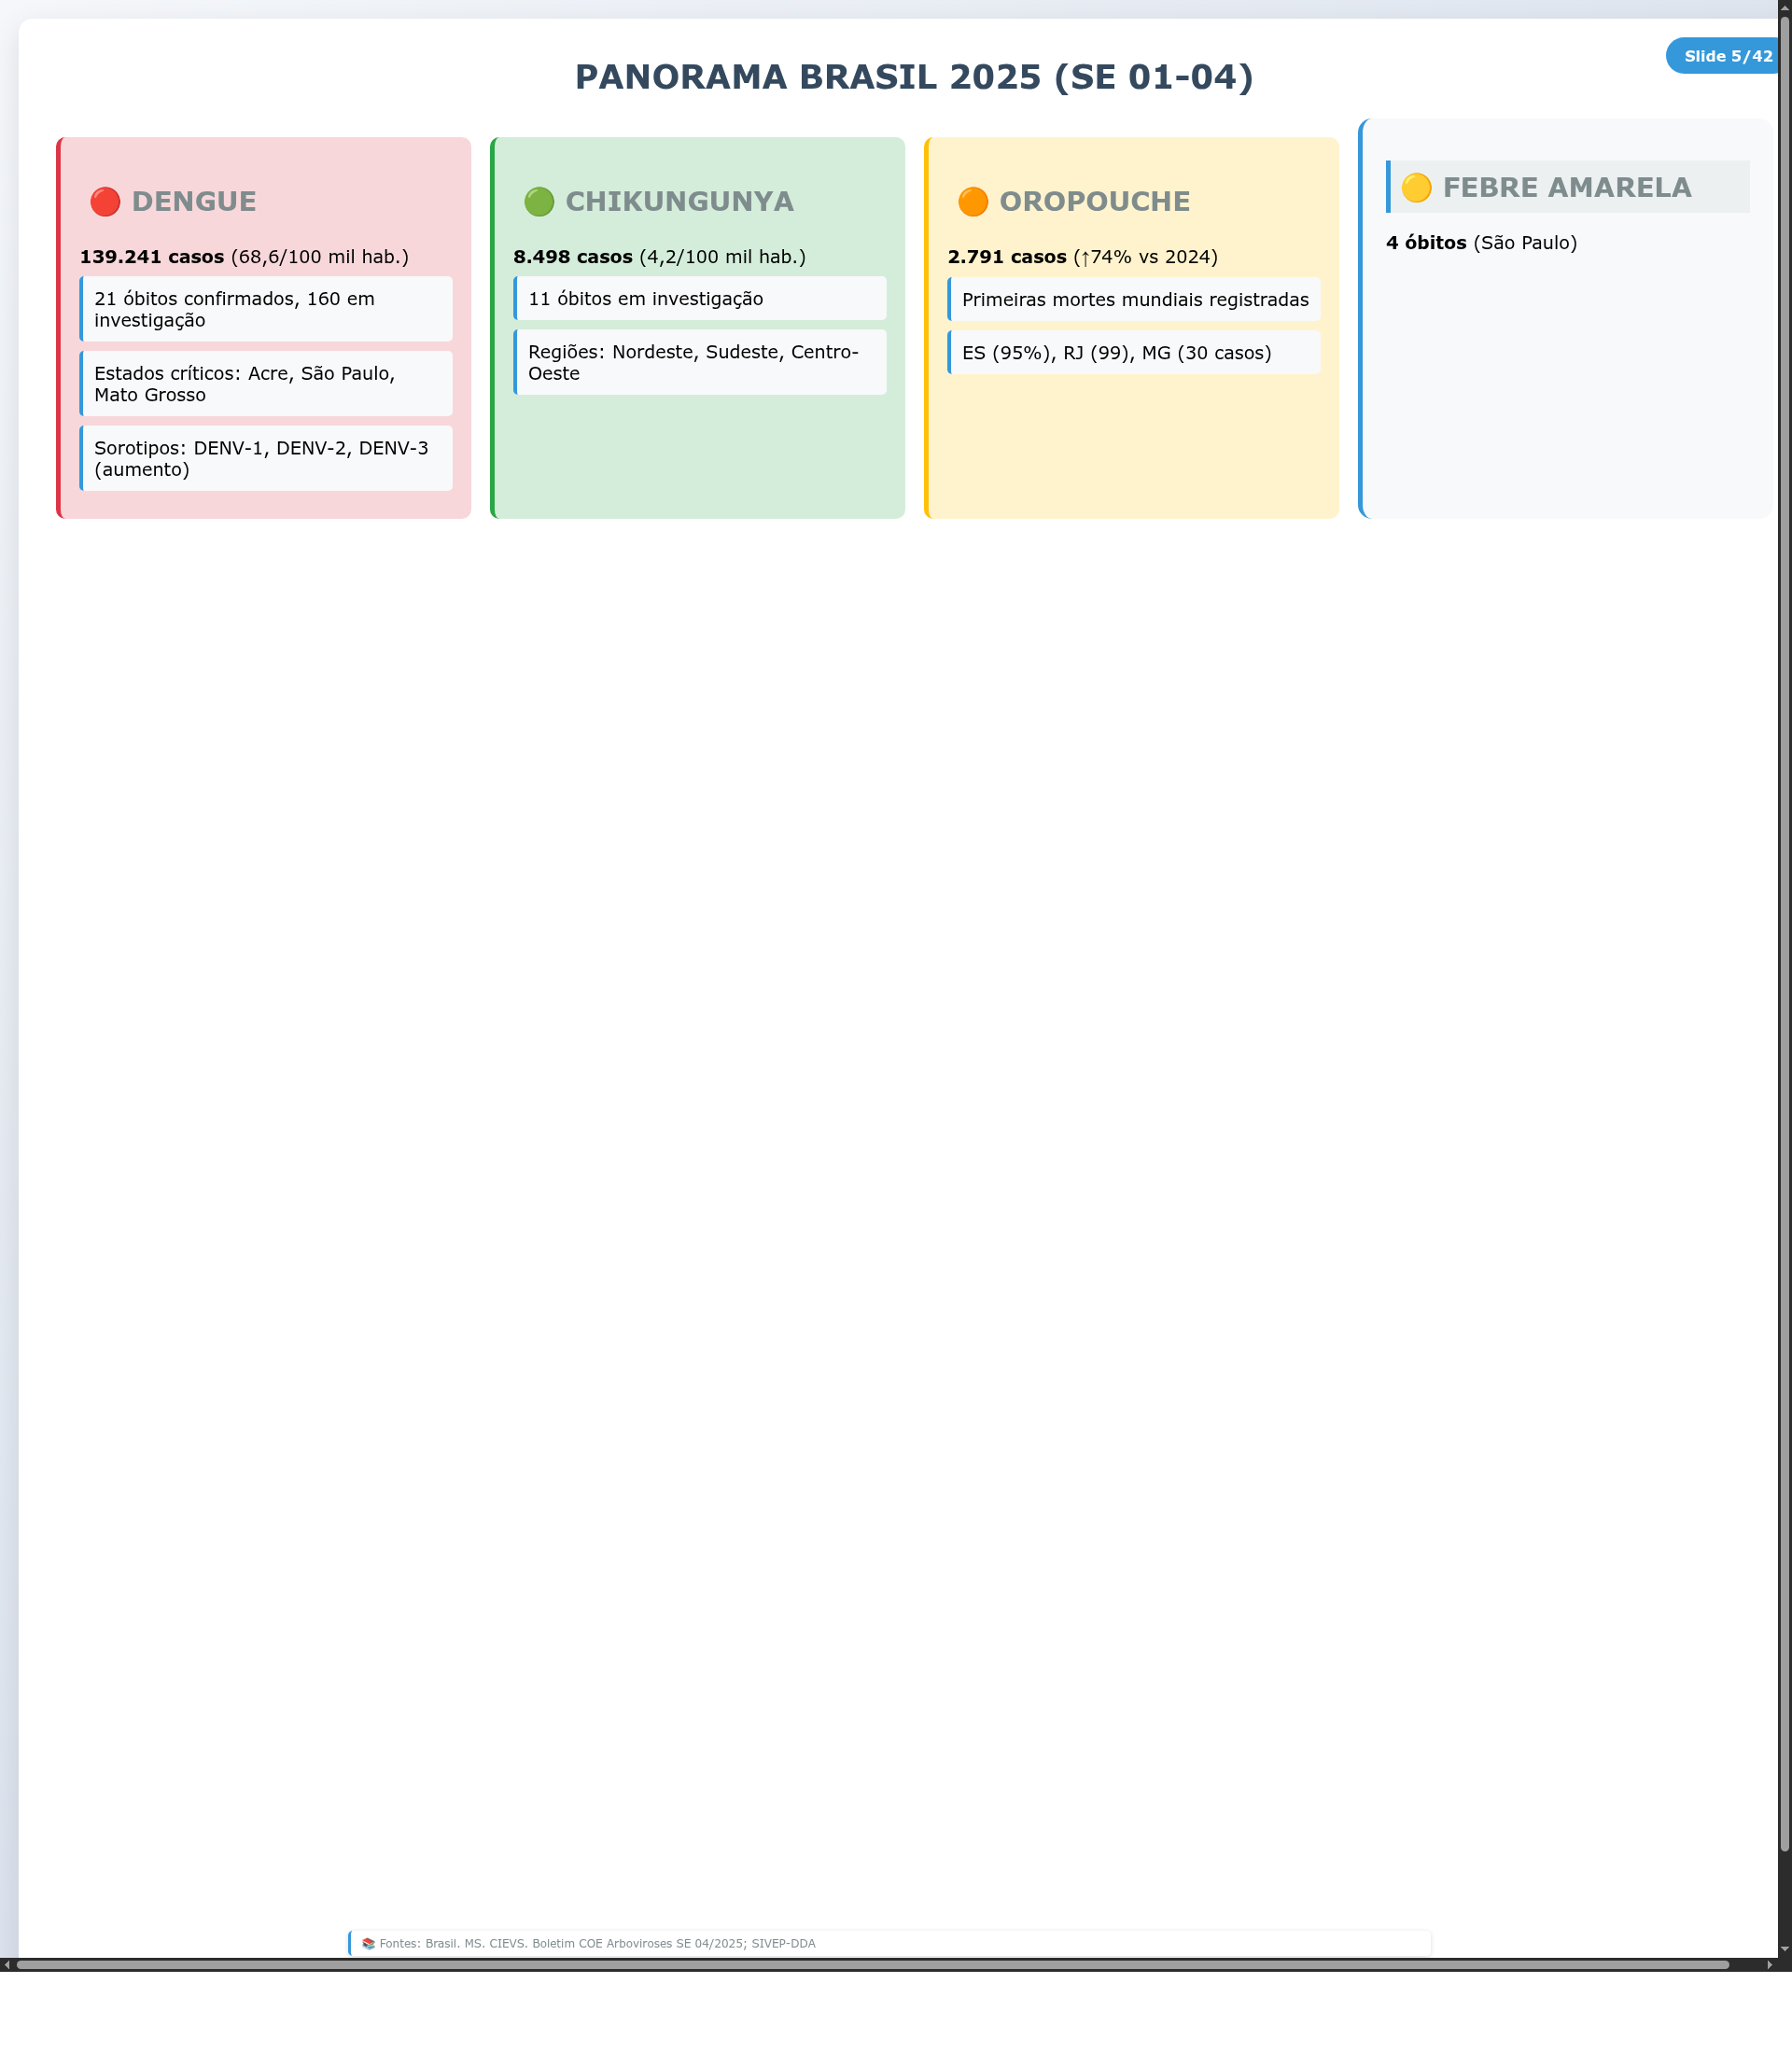 Slide 5/42
PANORAMA BRASIL 2025 (SE 01-04)
🔴 DENGUE
139.241 casos (68,6/100 mil hab.)
21 óbitos confirmados, 160 em
investigação
Estados críticos: Acre, São Paulo,
Mato Grosso
Sorotipos: DENV-1, DENV-2, DENV-3
(aumento)
🟢 CHIKUNGUNYA
8.498 casos (4,2/100 mil hab.)
11 óbitos em investigação
Regiões: Nordeste, Sudeste, Centro-
Oeste
🟠 OROPOUCHE
2.791 casos (↑74% vs 2024)
Primeiras mortes mundiais registradas
ES (95%), RJ (99), MG (30 casos)
🟡 FEBRE AMARELA
4 óbitos (São Paulo)
📚 Fontes: Brasil. MS. CIEVS. Boletim COE Arboviroses SE 04/2025; SIVEP-DDA